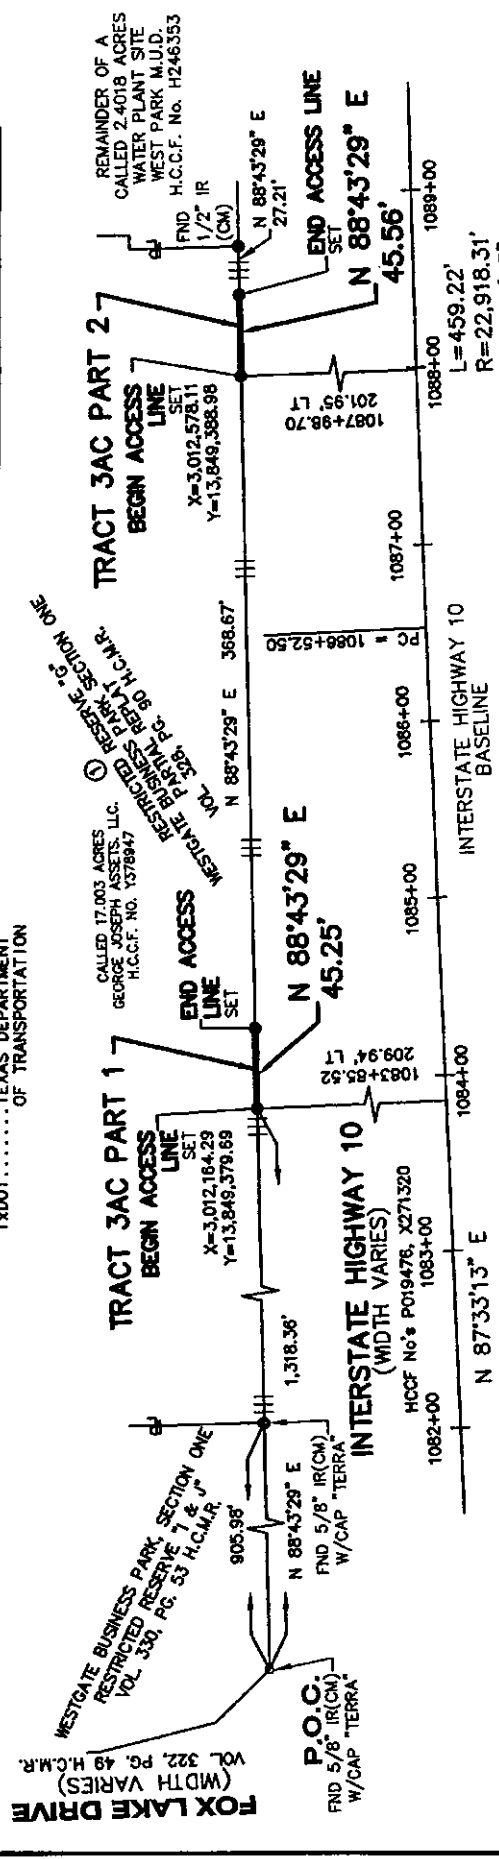 TxDOT........TEXAS DEPARTMENT
OF TRANSPORTATION
FOX LAKE DRIVE
(WIDTH VARIES)
VOL 322, PG. 49 H.C.M.R.
P.O.C.
FND 5/8" IR(CM)
W/CAP "TERRA"
WESTGATE BUSINESS PARK, SECTION ONE
RESTRICTED RESERVE "I & J"
VOL. 330, PG. 53 H.C.M.R.
905.98'
N 88°43'29" E
FND 5/8" IR(CM)
W/CAP "TERRA"
1,318.36'
TRACT 3AC PART 1
BEGIN ACCESS
LINE
SET
X=3,012,164.29
Y=13,849,379.69
CALLED 17.003 ACRES
GEORGE JOSEPH ASSETS, LLC.
H.C.C.F. NO. Y378947
END ACCESS
LINE
SET
N 88°43'29" E
45.25'
1083+85.52
209.94' LT
1
RESTRICTED RESERVE "G"
WESTGATE BUSINESS PARK SECTION ONE
PARTIAL REPLAT
VOL 328, PG. 90 H.C.M.R.
N 88°43'29" E 368.67'
TRACT 3AC PART 2
BEGIN ACCESS
LINE
SET
X=3,012,578.11
Y=13,849,388.98
REMAINDER OF A
CALLED 2.4018 ACRES
WATER PLANT SITE
WEST PARK M.U.D.
H.C.C.F. No. H246353
FND
1/2" IR
(CM)
N 88°43'29" E
27.21'
END ACCESS LINE
SET
N 88°43'29" E
45.56'
1087+98.70
201.95' LT
PC = 1086+52.50
INTERSTATE HIGHWAY 10
(WIDTH VARIES)
HCCF No's P019476, X271320
1082+00
1083+00
1084+00
1085+00
1086+00
1087+00
1088+00
1089+00
N 87°33'13" E
INTERSTATE HIGHWAY 10
BASELINE
L=459.22'
R=22,918.31'